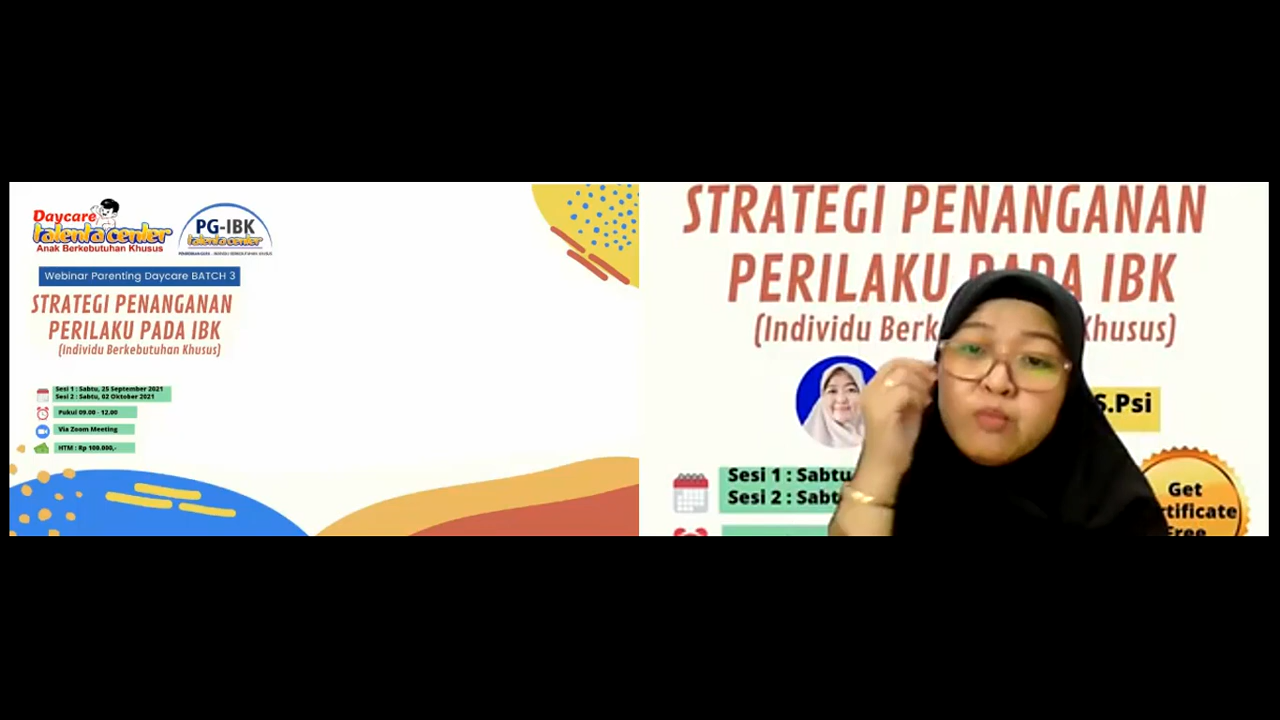 Daycare
talenta center
Anak Berkebutuhan Khusus
PG-IBK
talenta center
Webinar Parenting Daycare BATCH 3
STRATEGI PENANGANAN
PERILAKU PADA IBK
(Individu Berkebutuhan Khusus)
Sesi 1 : Sabtu, 25 September 2021
Sesi 2 : Sabtu, 02 Oktober 2021
Pukul 09.00 - 12.00
Via Zoom Meeting
HTM : Rp 100.000,-
STRATEGI PENANGANAN
PERILAKU PADA IBK
(Individu Berk Khusus)
S.Psi
Sesi 1 : Sabtu
Sesi 2 : Sabt
Get
rtificate
Free